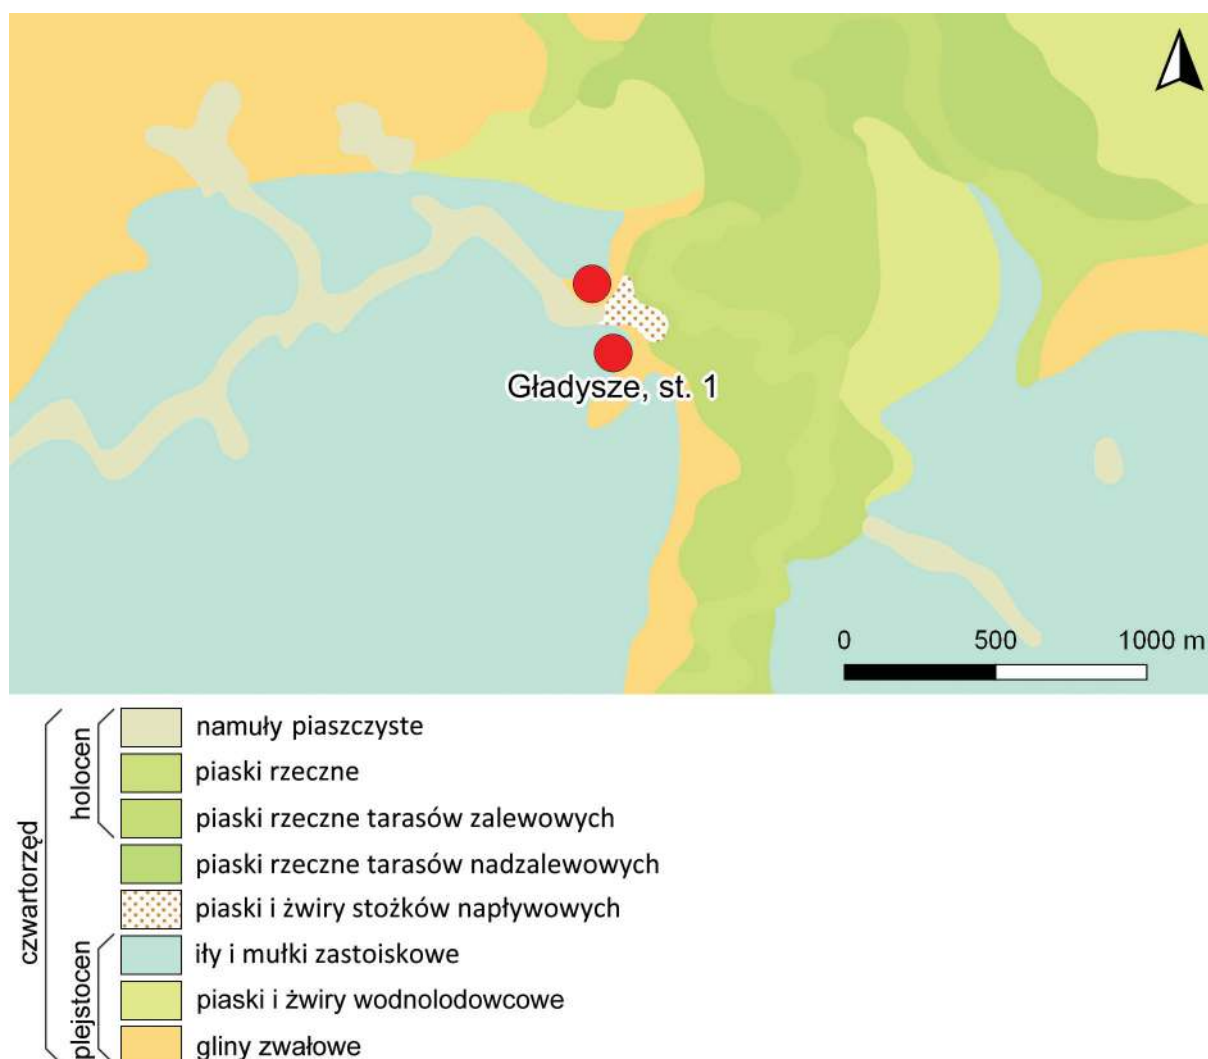 Gładysze, st. 1
0 500 1000 m
czwartorzęd
holocen
namuły piaszczyste
piaski rzeczne
piaski rzeczne tarasów zalewowych
piaski rzeczne tarasów nadzalewowych
piaski i żwiry stożków napływowych
plejstocen
iły i mułki zastoiskowe
piaski i żwiry wodnolodowcowe
gliny zwałowe